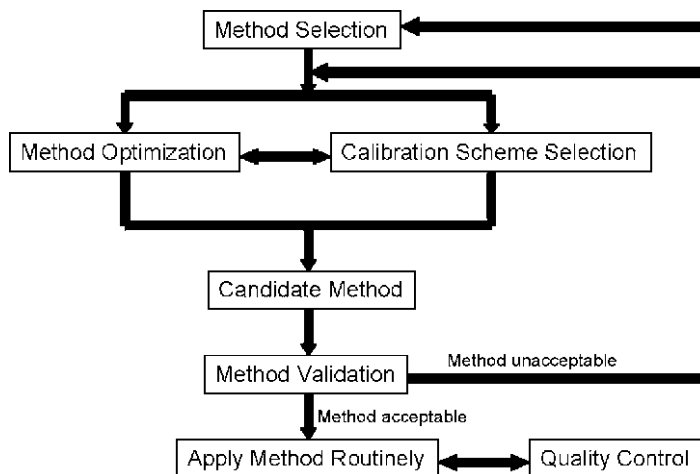 Method Selection
Method Optimization
Calibration Scheme Selection
Candidate Method
Method Validation
Method unacceptable
Method acceptable
Apply Method Routinely
Quality Control